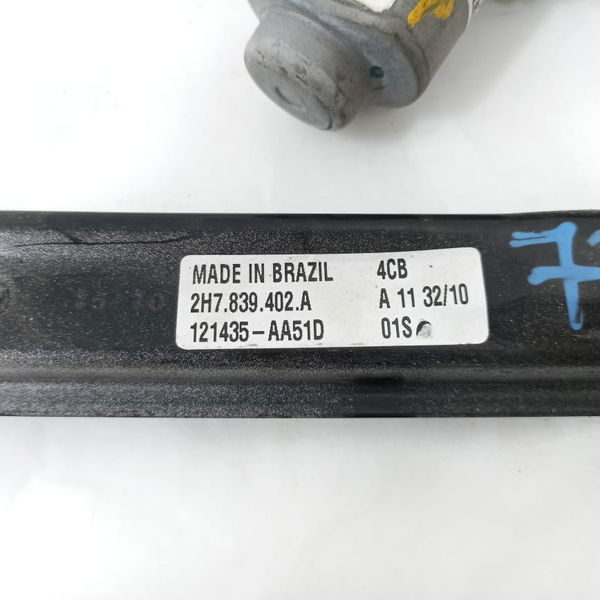 MADE IN BRAZIL 4CB
2H7.839.402.A A 11 32/10
121435-AA51D 01S